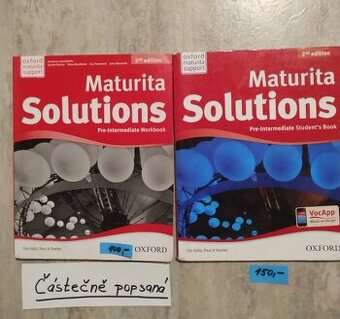 oxford
maturita
support
2nd edition
Maturita
Solutions
Pre-Intermediate Workbook
Tim Falla, Paul A Davies
OXFORD
100,-
Částečně popsaná
oxford
maturita
support
2nd edition
Maturita
Solutions
Pre-Intermediate Student's Book
VocApp
Tim Falla, Paul A Davies
OXFORD
150,-